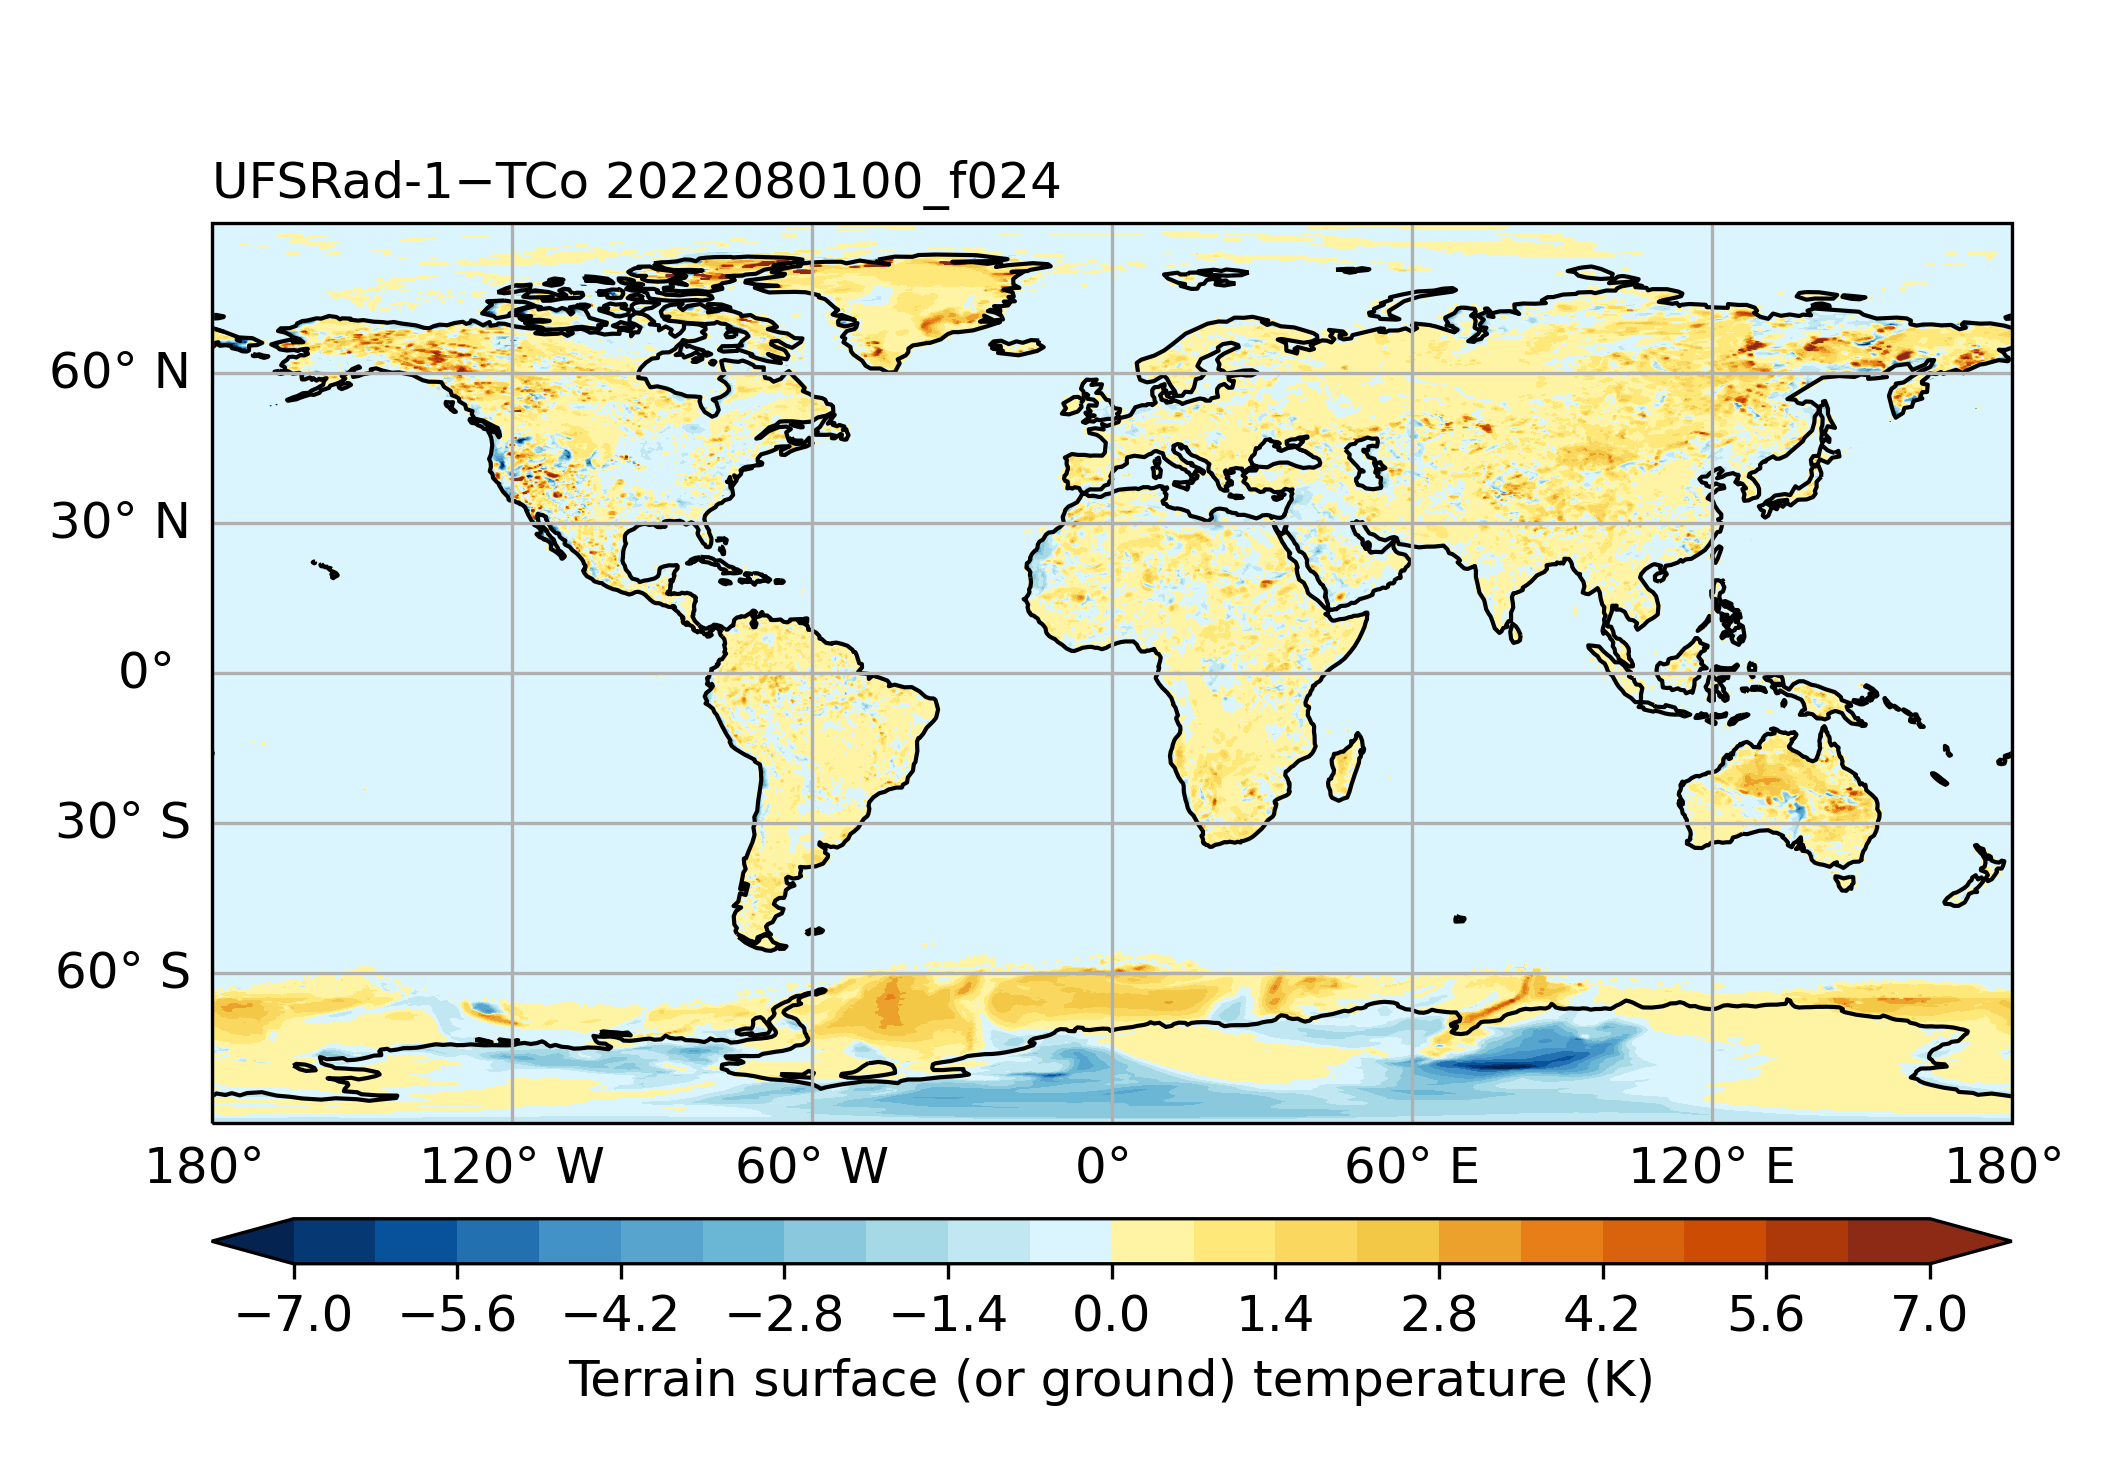 UFSRad-1−TCo 2022080100_f024
60° N
30° N
0°
30° S
60° S
180° 120° W 60° W 0° 60° E 120° E 180°
−7.0 −5.6 −4.2 −2.8 −1.4 0.0 1.4 2.8 4.2 5.6 7.0
Terrain surface (or ground) temperature (K)